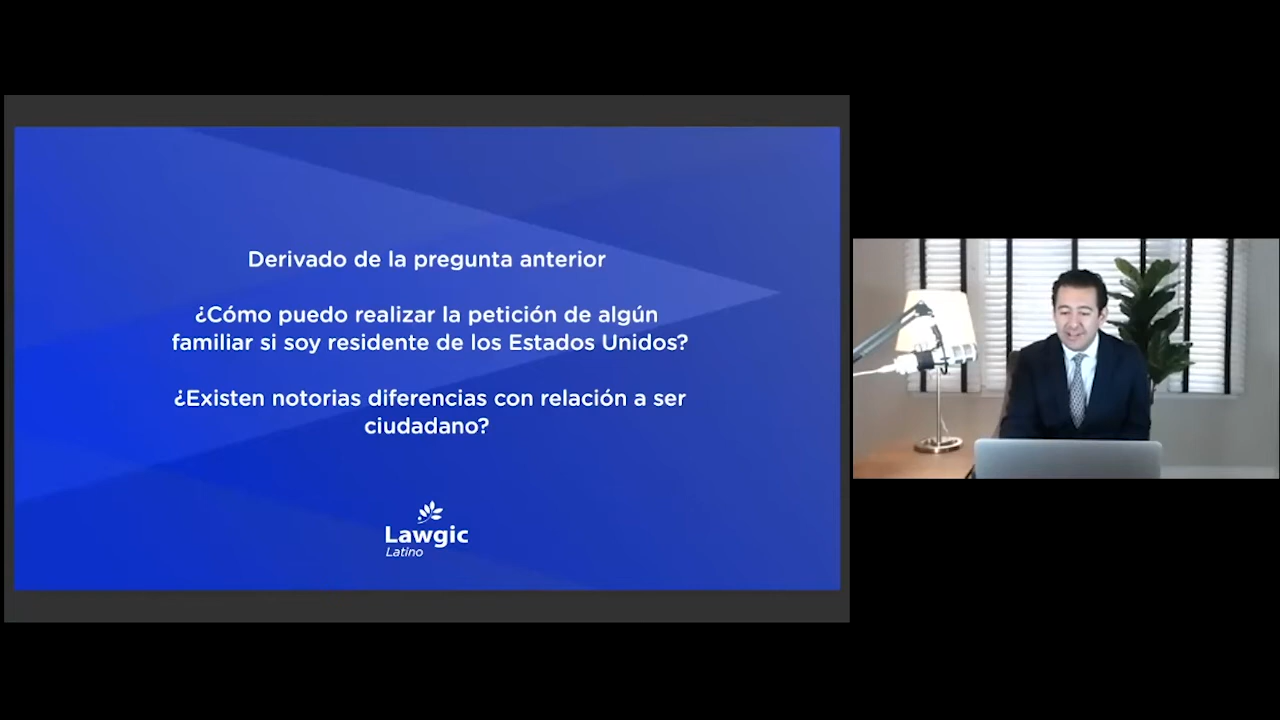 Derivado de la pregunta anterior
¿Cómo puedo realizar la petición de algún
familiar si soy residente de los Estados Unidos?
¿Existen notorias diferencias con relación a ser
ciudadano?
Lawgic
Latino